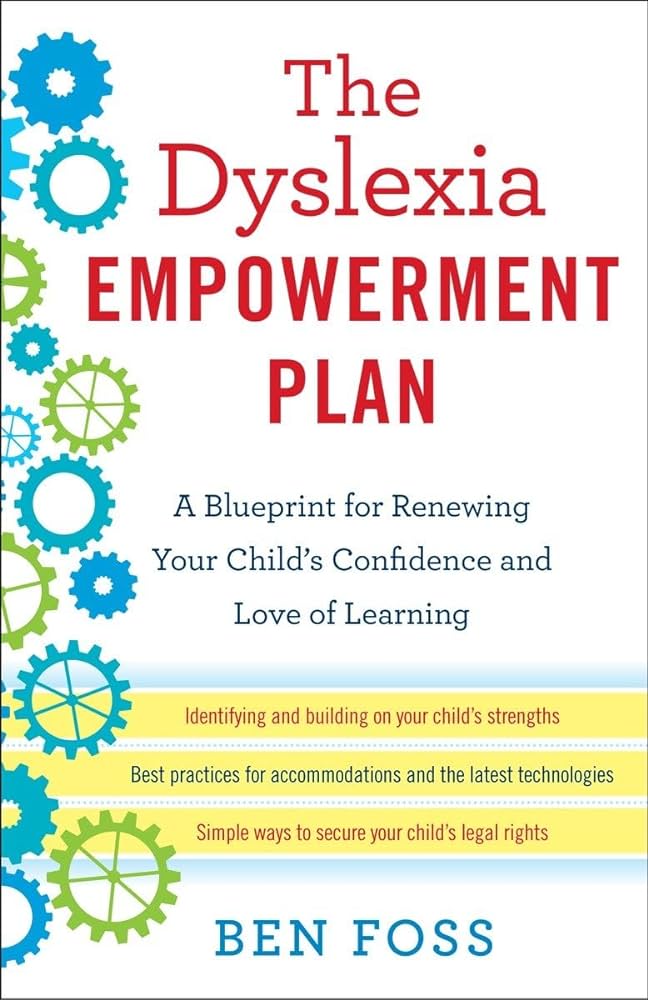 The
Dyslexia
EMPOWERMENT
PLAN
A Blueprint for Renewing
Your Child's Confidence and
Love of Learning
Identifying and building on your child's strengths
Best practices for accommodations and the latest technologies
Simple ways to secure your child's legal rights
BEN FOSS